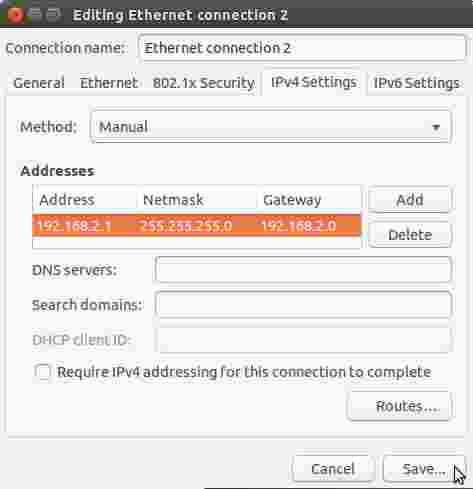 Editing Ethernet connection 2
Connection name: Ethernet connection 2
General Ethernet 802.1x Security IPv4 Settings IPv6 Settings
Method: Manual
Addresses
Address Netmask Gateway Add
192.168.2.1 255.255.255.0 192.168.2.0
Delete
DNS servers:
Search domains:
DHCP client ID:
Require IPv4 addressing for this connection to complete
Routes...
Cancel Save...